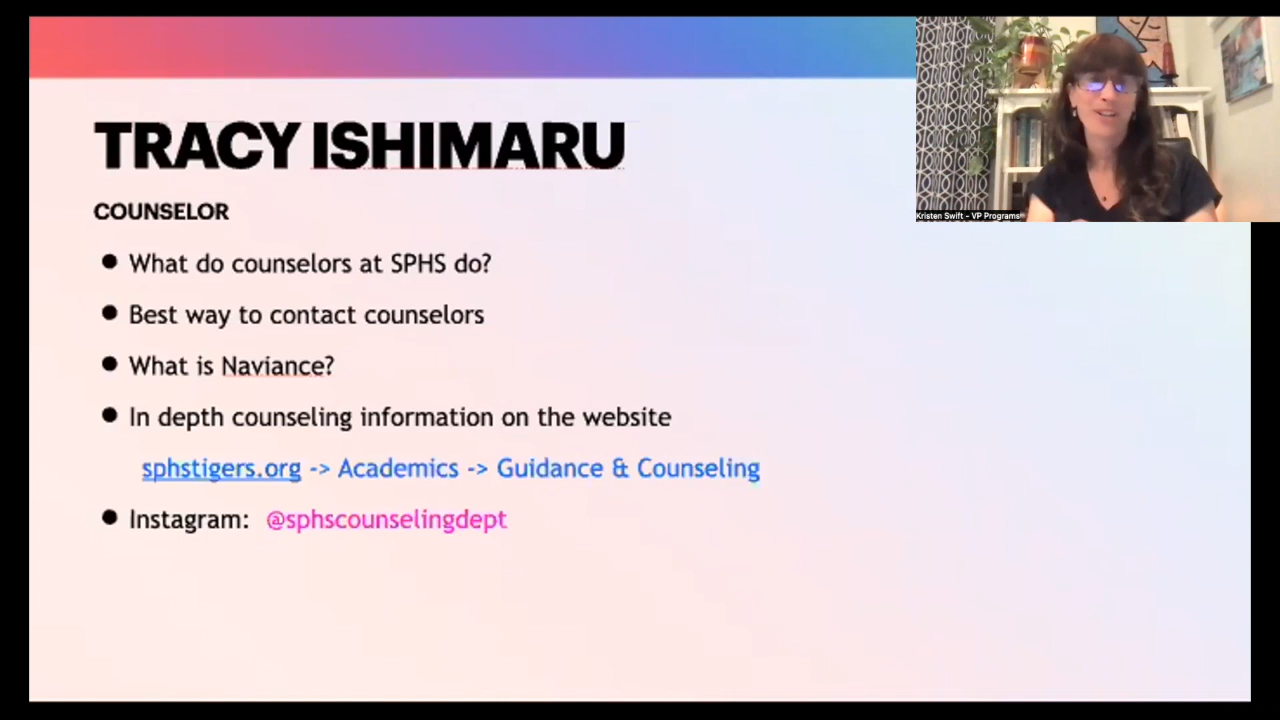 TRACY ISHIMARU
COUNSELOR
● What do counselors at SPHS do?
● Best way to contact counselors
● What is Naviance?
● In depth counseling information on the website
sphstigers.org -> Academics -> Guidance & Counseling
● Instagram: @sphscounselingdept
Kristen Swift - VP Programs